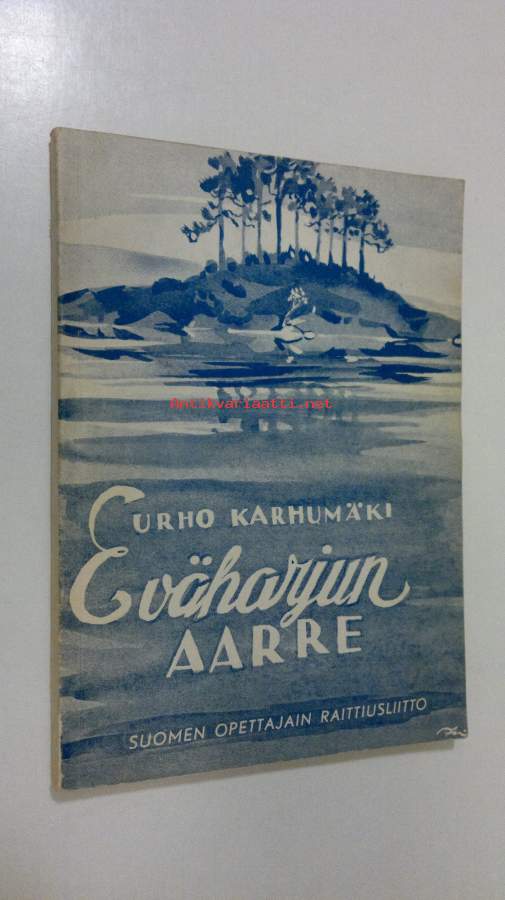 Antikvariaatti.net
URHO KARHUMÄKI
Eväharjun
AARRE
SUOMEN OPETTAJAIN RAITTIUSLIITTO